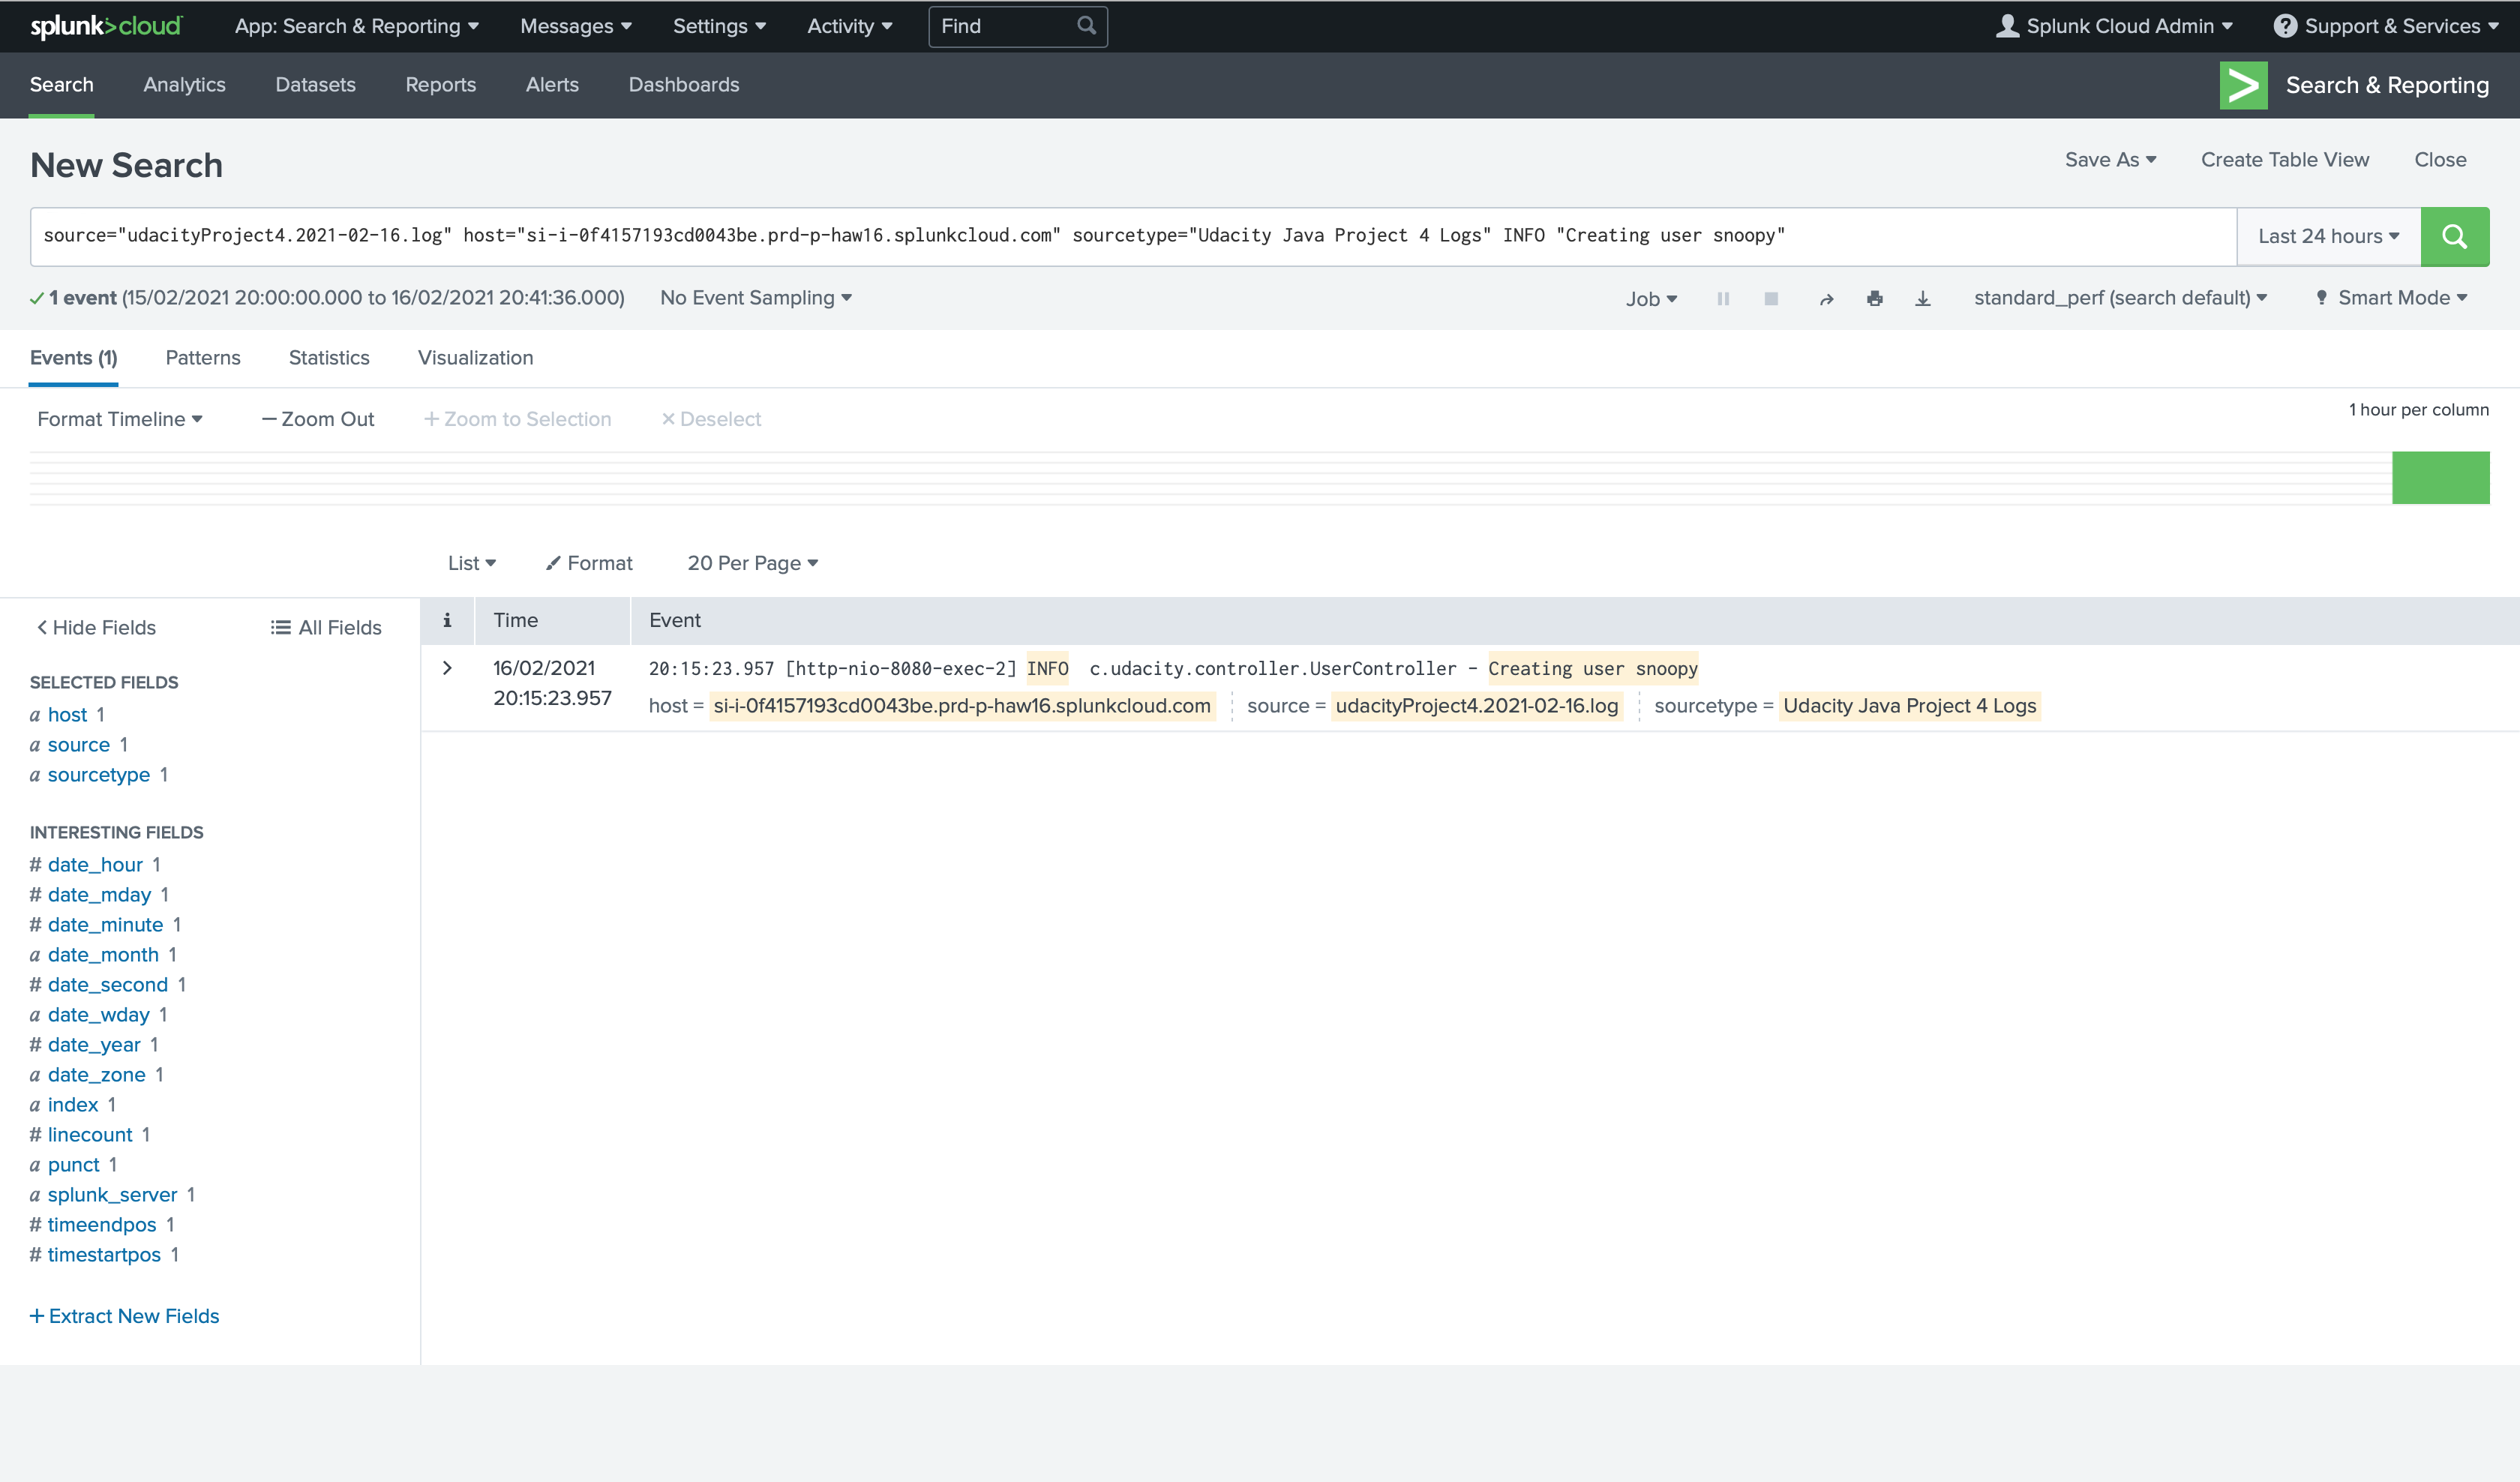 splunk>cloud App: Search & Reporting Messages Settings Activity Find Splunk Cloud Admin ? Support & Services
Search Analytics Datasets Reports Alerts Dashboards > Search & Reporting
New Search Save As Create Table View Close
source="udacityProject4.2021-02-16.log" host="si-i-0f4157193cd0043be.prd-p-haw16.splunkcloud.com" sourcetype="Udacity Java Project 4 Logs" INFO "Creating user snoopy" Last 24 hours
1 event (15/02/2021 20:00:00.000 to 16/02/2021 20:41:36.000) No Event Sampling Job standard_perf (search default) Smart Mode
Events (1) Patterns Statistics Visualization
Format Timeline — Zoom Out + Zoom to Selection × Deselect 1 hour per column
List Format 20 Per Page
< Hide Fields All Fields
i Time Event
SELECTED FIELDS
a host 1
a source 1
a sourcetype 1
INTERESTING FIELDS
# date_hour 1
# date_mday 1
# date_minute 1
a date_month 1
# date_second 1
a date_wday 1
# date_year 1
a date_zone 1
a index 1
# linecount 1
a punct 1
a splunk_server 1
# timeendpos 1
# timestartpos 1
+ Extract New Fields
> 16/02/2021
20:15:23.957
20:15:23.957 [http-nio-8080-exec-2] INFO  c.udacity.controller.UserController - Creating user snoopy
host = si-i-0f4157193cd0043be.prd-p-haw16.splunkcloud.com source = udacityProject4.2021-02-16.log sourcetype = Udacity Java Project 4 Logs